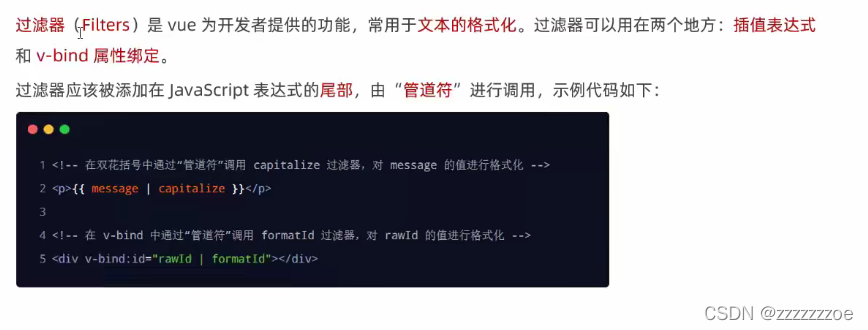 过滤器（Filters）是 vue 为开发者提供的功能，常用于文本的格式化。过滤器可以用在两个地方：插值表达式
和 v-bind 属性绑定。
过滤器应该被添加在 JavaScript 表达式的尾部，由“管道符”进行调用，示例代码如下：
1 <!-- 在双花括号中通过“管道符”调用 capitalize 过滤器，对 message 的值进行格式化 -->
2 <p>{{ message | capitalize }}</p>
3
4 <!-- 在 v-bind 中通过“管道符”调用 formatId 过滤器，对 rawId 的值进行格式化 -->
5 <div v-bind:id="rawId | formatId"></div>
CSDN @zzzzzzzoe